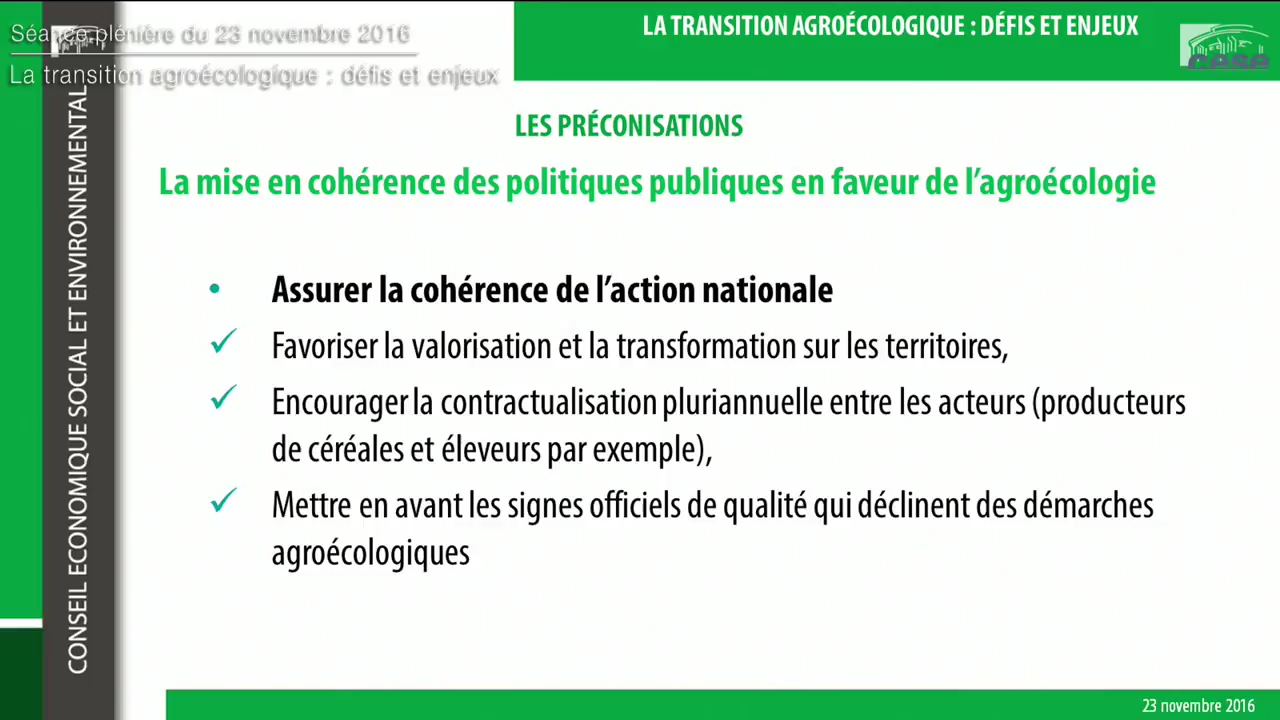 Séance plénière du 23 novembre 2016
La transition agroécologique : défis et enjeux
LA TRANSITION AGROÉCOLOGIQUE : DÉFIS ET ENJEUX
cese
CONSEIL ECONOMIQUE SOCIAL ET ENVIRONNEMENTAL
LES PRÉCONISATIONS
La mise en cohérence des politiques publiques en faveur de l’agroécologie
• Assurer la cohérence de l’action nationale
✓ Favoriser la valorisation et la transformation sur les territoires,
✓ Encourager la contractualisation pluriannuelle entre les acteurs (producteurs
de céréales et éleveurs par exemple),
✓ Mettre en avant les signes officiels de qualité qui déclinent des démarches
agroécologiques
23 novembre 2016